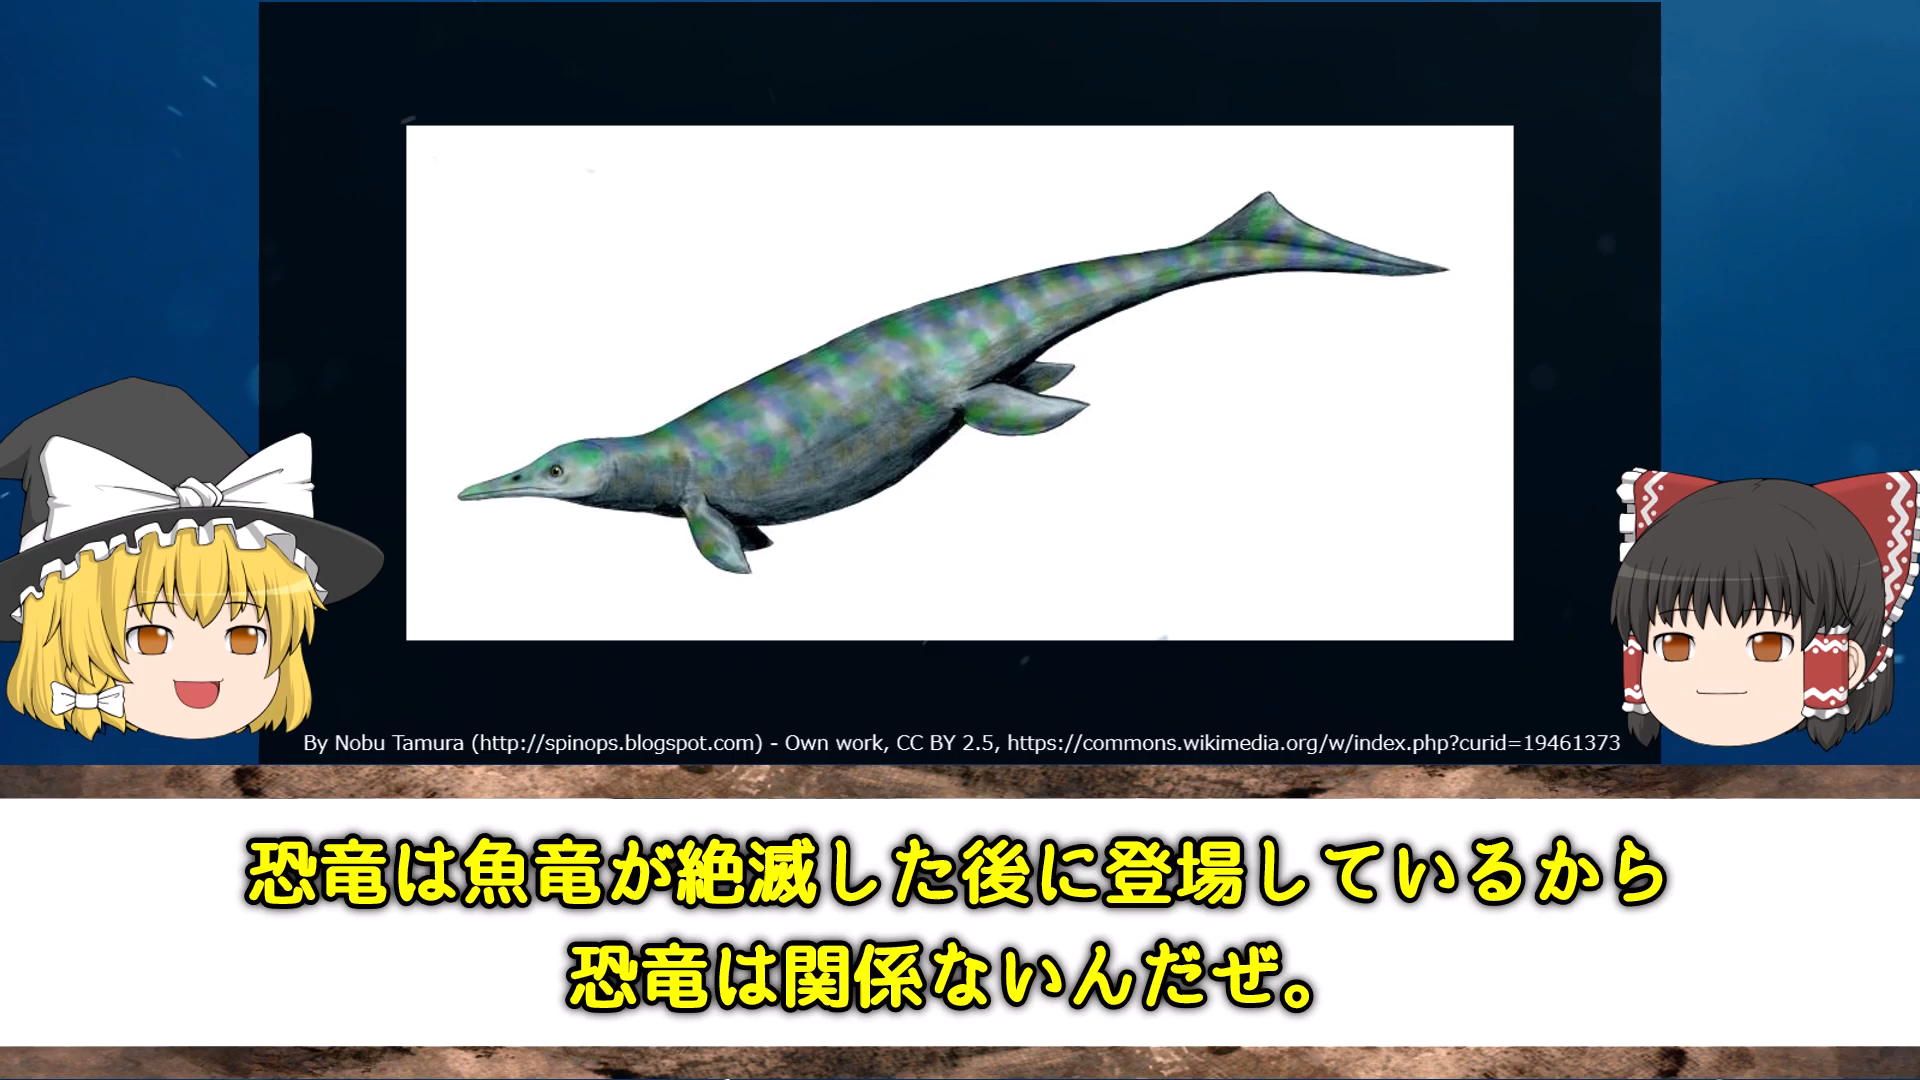 By Nobu Tamura (http://spinops.blogspot.com) - Own work, CC BY 2.5, https://commons.wikimedia.org/w/index.php?curid=19461373
恐竜は魚竜が絶滅した後に登場しているから
恐竜は関係ないんだぜ。